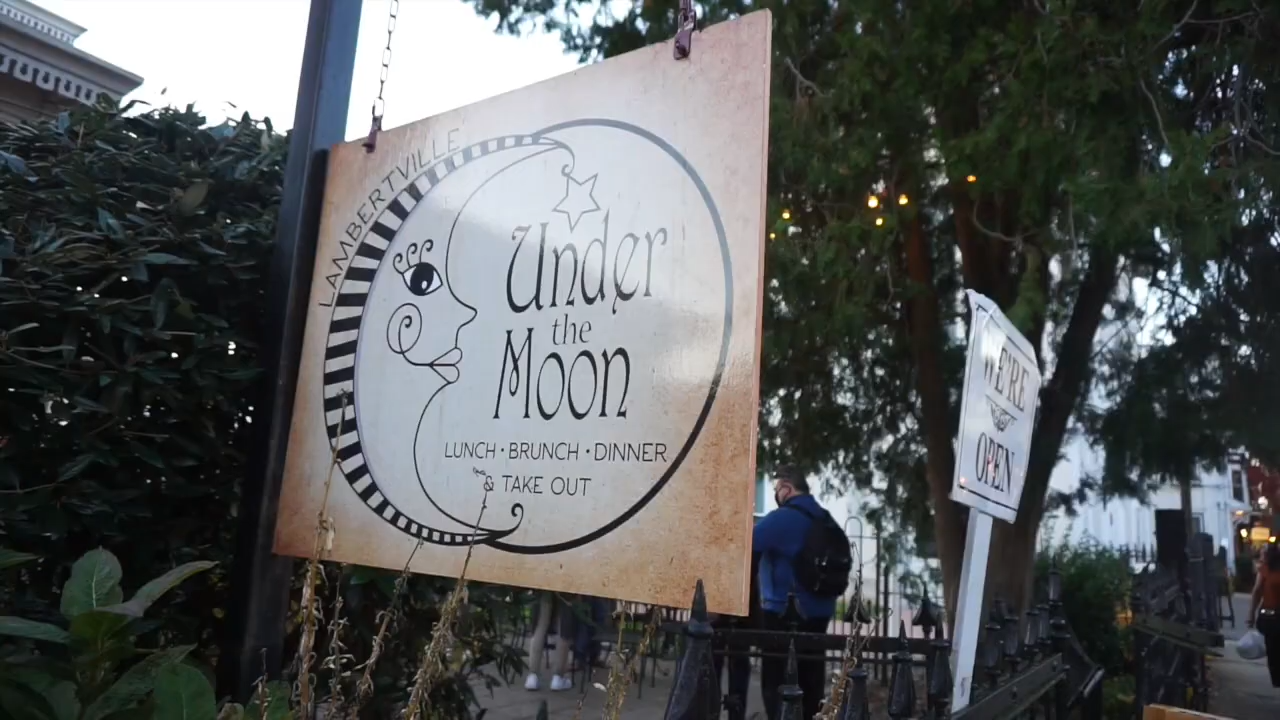 LAMBERTVILLE
Under
the
Moon
LUNCH · BRUNCH · DINNER
& TAKE OUT
WE'RE
OPEN